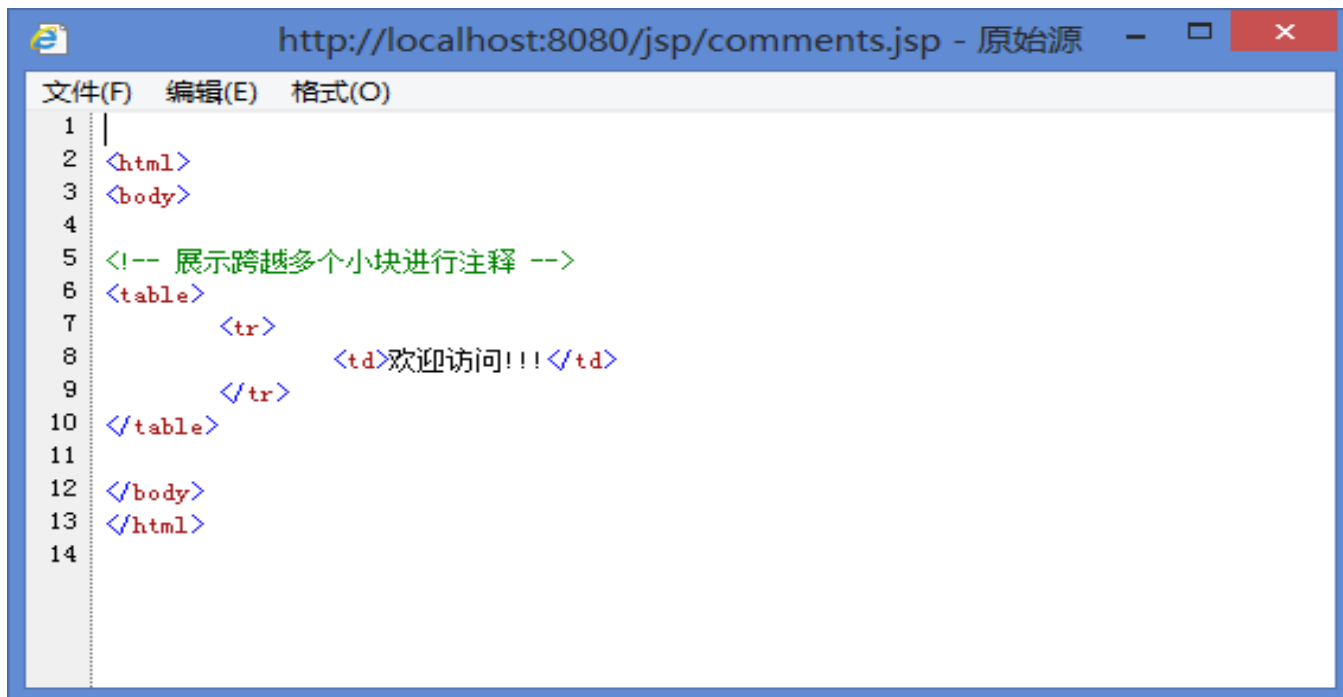 http://localhost:8080/jsp/comments.jsp - 原始源
文件(F) 编辑(E) 格式(O)
1
2 <html>
3 <body>
4
5 <!-- 展示跨越多个小块进行注释 -->
6 <table>
7 <tr>
8 <td>欢迎访问!!!</td>
9 </tr>
10 </table>
11
12 </body>
13 </html>
14